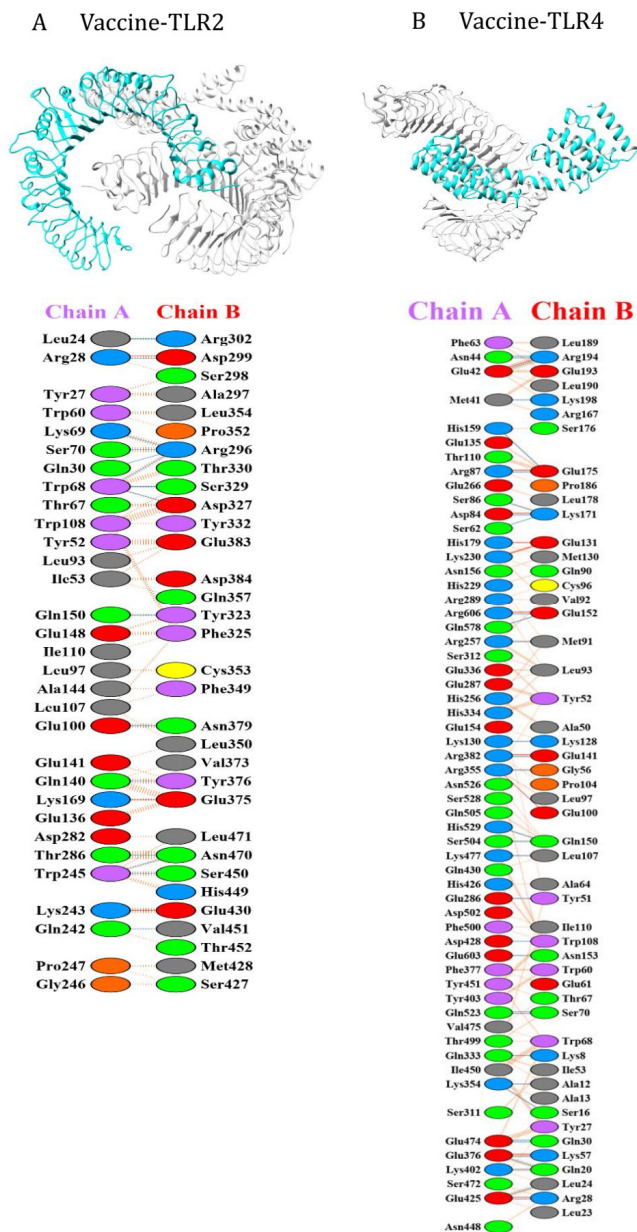 A Vaccine-TLR2
B Vaccine-TLR4
Chain A Chain B
Leu24 Arg302
Arg28 Asp299
Ser298
Tyr27 Ala297
Trp60 Leu354
Lys69 Pro352
Ser70 Arg296
Gln30 Thr330
Trp68 Ser329
Thr67 Asp327
Trp108 Tyr332
Tyr52 Glu383
Leu93
Ile53 Asp384
Gln357
Gln150 Tyr323
Glu148 Phe325
Ile110
Leu97 Cys353
Ala144 Phe349
Leu107
Glu100 Asn379
Leu350
Glu141 Val373
Gln140 Tyr376
Lys169 Glu375
Glu136
Asp282 Leu471
Thr286 Asn470
Trp245 Ser450
His449
Lys243 Glu430
Gln242 Val451
Thr452
Pro247 Met428
Gly246 Ser427
Chain A Chain B
Phe63 Leu189
Asn44 Arg194
Glu42 Glu193
Leu190
Met41 Lys198
Arg167
His159 Ser176
Glu135
Thr110
Arg87 Glu175
Glu266 Pro186
Ser86 Leu178
Asp84 Lys171
Ser62
His179 Glu131
Lys230 Met130
Asn156 Gln90
His229 Cys96
Arg289 Val92
Arg606 Glu152
Gln578
Arg257 Met91
Ser312
Glu336 Leu93
Glu287
His256 Tyr52
His334
Glu154 Ala50
Lys130 Lys128
Arg382 Glu141
Arg355 Gly56
Asn526 Pro104
Ser528 Leu97
Gln505 Glu100
His529
Ser504 Gln150
Lys477 Leu107
Gln430
His426 Ala64
Glu286 Tyr51
Asp502
Phe500 Ile110
Asp428 Trp108
Glu603 Asn153
Phe377 Trp60
Tyr451 Glu61
Tyr403 Thr67
Gln523 Ser70
Val475
Thr499 Trp68
Gln333 Lys8
Ile450 Ile53
Lys354 Ala12
Ala13
Ser311 Ser16
Tyr27
Glu474 Gln30
Glu376 Lys57
Lys402 Gln20
Ser472 Leu24
Glu425 Arg28
Leu23
Asn448